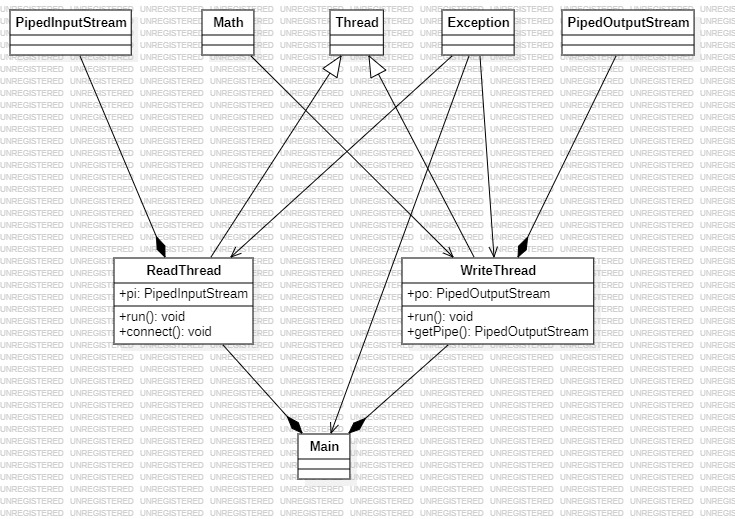 PipedInputStream
Math
Thread
Exception
PipedOutputStream
ReadThread
+pi: PipedInputStream
+run(): void
+connect(): void
WriteThread
+po: PipedOutputStream
+run(): void
+getPipe(): PipedOutputStream
Main
UNREGISTERED